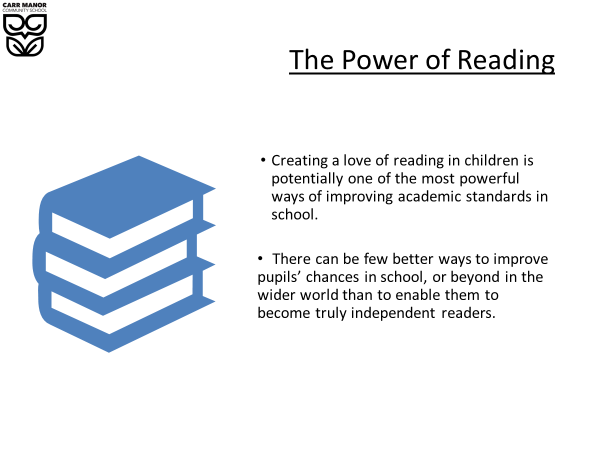 CARR MANOR
COMMUNITY SCHOOL
The Power of Reading
• Creating a love of reading in children is
potentially one of the most powerful
ways of improving academic standards in
school.
• There can be few better ways to improve
pupils’ chances in school, or beyond in the
wider world than to enable them to
become truly independent readers.